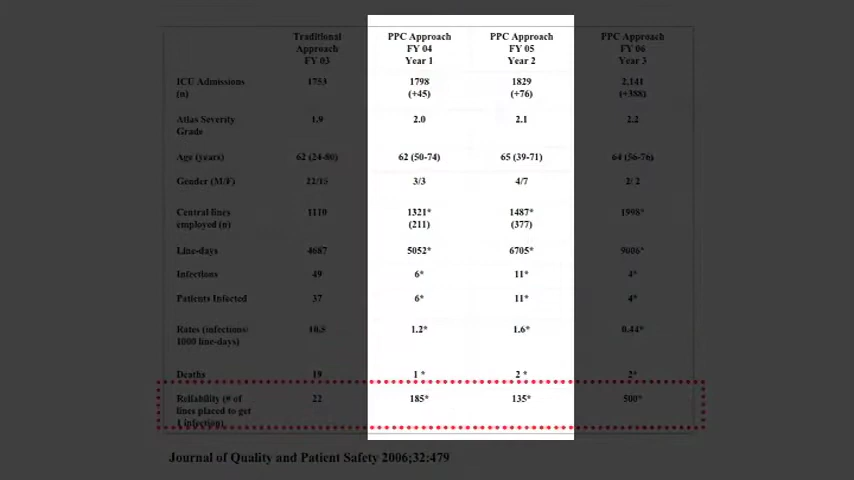 Traditional Approach FY 03 PPC Approach FY 04 Year 1 PPC Approach FY 05 Year 2 PPC Approach FY 06 Year 3
ICU Admissions (n) 1753 1798 (+45) 1829 (+76) 2,141 (+388)
Atlas Severity Grade 1.9 2.0 2.1 2.2
Age (years) 62 (24-80) 62 (50-74) 65 (39-71) 64 (56-76)
Gender (M/F) 22/15 3/3 4/7 2/ 2
Central lines employed (n) 1110 1321* (211) 1487* (377) 1998*
Line-days 4687 5052* 6705* 9006*
Infections 49 6* 11* 4*
Patients Infected 37 6* 11* 4*
Rates (infections/ 1000 line-days) 10.5 1.2* 1.6* 0.44*
Deaths 19 1 * 2 * 2*
Reliability (# of lines placed to get 1 infection) 22 185* 135* 500*
Journal of Quality and Patient Safety 2006;32:479